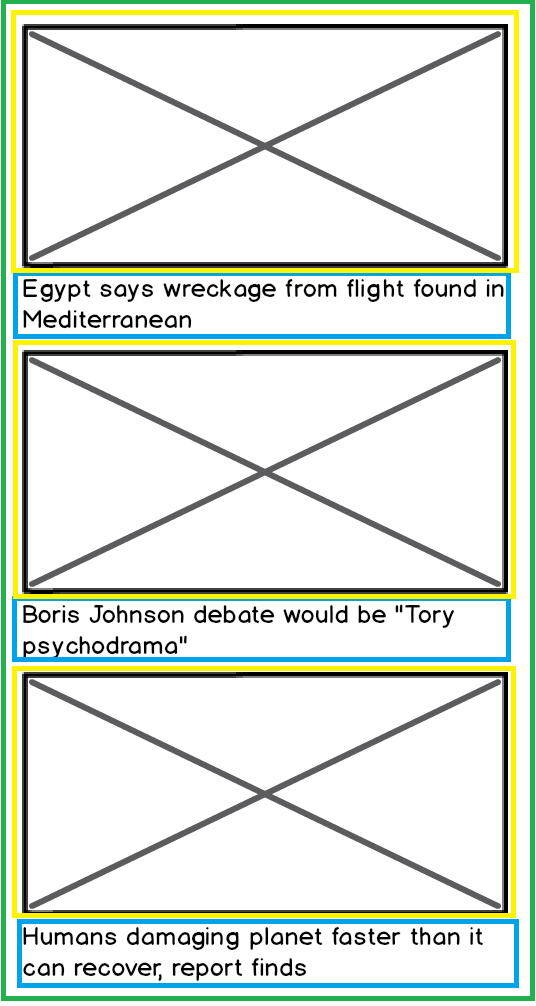 Egypt says wreckage from flight found in
Mediterranean
Boris Johnson debate would be "Tory
psychodrama"
Humans damaging planet faster than it
can recover, report finds